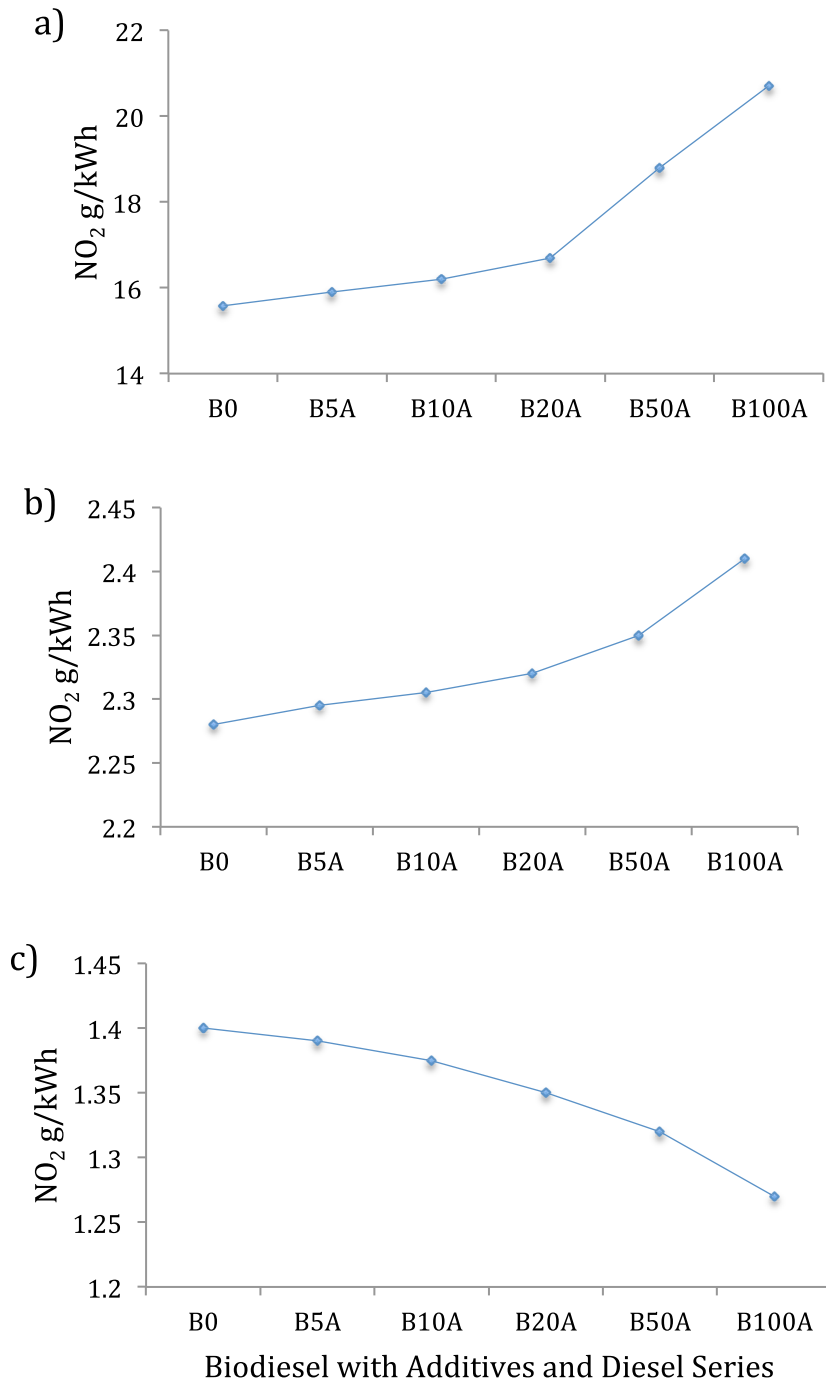 a)
22
20
18
16
14
NO₂ g/kWh
B0 B5A B10A B20A B50A B100A
b)
2.45
2.4
2.35
2.3
2.25
2.2
NO₂ g/kWh
B0 B5A B10A B20A B50A B100A
c)
1.45
1.4
1.35
1.3
1.25
1.2
NO₂ g/kWh
B0 B5A B10A B20A B50A B100A
Biodiesel with Additives and Diesel Series